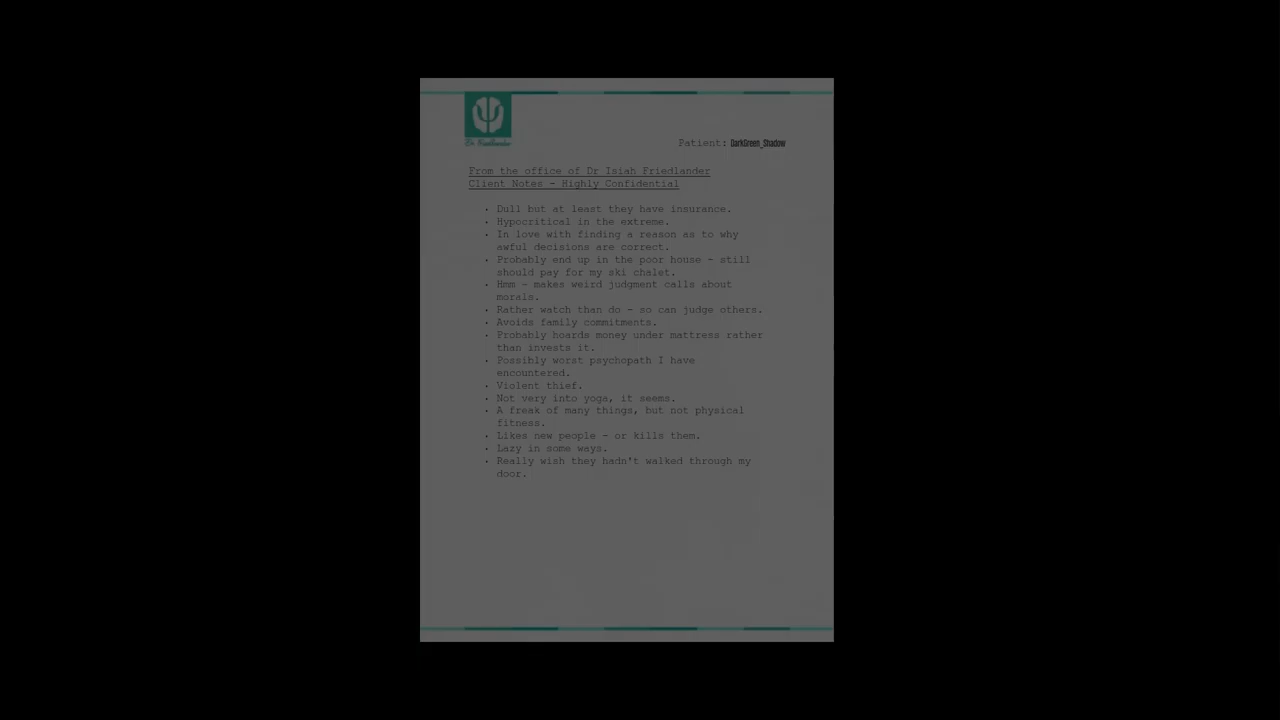 Dr Friedlander
Patient: DarkGreen_Shadow
From the office of Dr Isiah Friedlander
Client Notes - Highly Confidential
• Dull but at least they have insurance.
• Hypocritical in the extreme.
• In love with finding a reason as to why
awful decisions are correct.
• Probably end up in the poor house - still
should pay for my ski chalet.
• Hmm - makes weird judgment calls about
morals.
• Rather watch than do - so can judge others.
• Avoids family commitments.
• Probably hoards money under mattress rather
than invests it.
• Possibly worst psychopath I have
encountered.
• Violent thief.
• Not very into yoga, it seems.
• A freak of many things, but not physical
fitness.
• Likes new people - or kills them.
• Lazy in some ways.
• Really wish they hadn't walked through my
door.